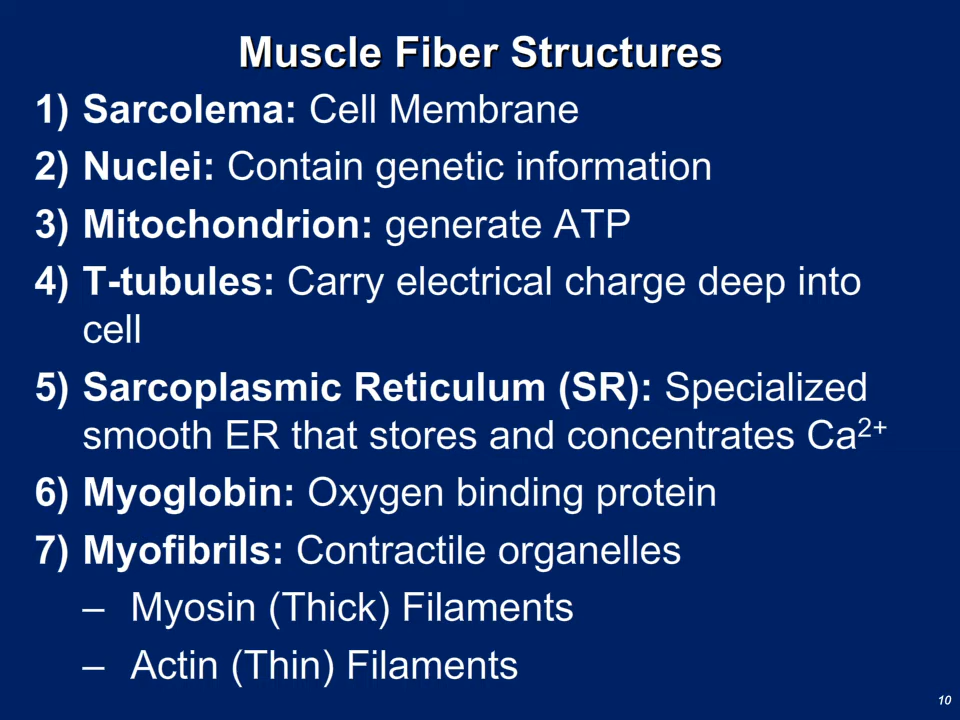 Muscle Fiber Structures
1) Sarcolema: Cell Membrane
2) Nuclei: Contain genetic information
3) Mitochondrion: generate ATP
4) T-tubules: Carry electrical charge deep into
cell
5) Sarcoplasmic Reticulum (SR): Specialized
smooth ER that stores and concentrates Ca²⁺
6) Myoglobin: Oxygen binding protein
7) Myofibrils: Contractile organelles
– Myosin (Thick) Filaments
– Actin (Thin) Filaments
10